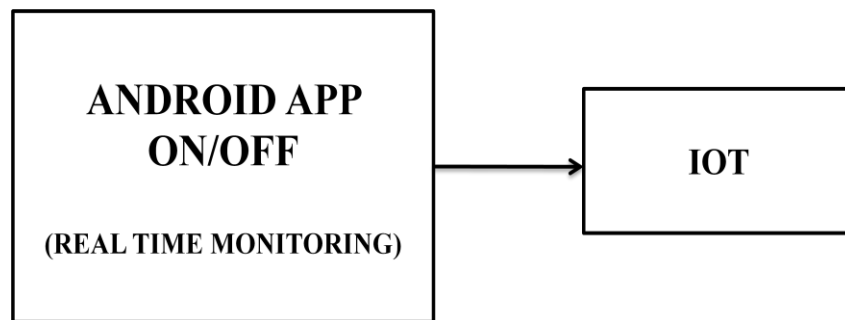 ANDROID APP
ON/OFF
(REAL TIME MONITORING)
IOT